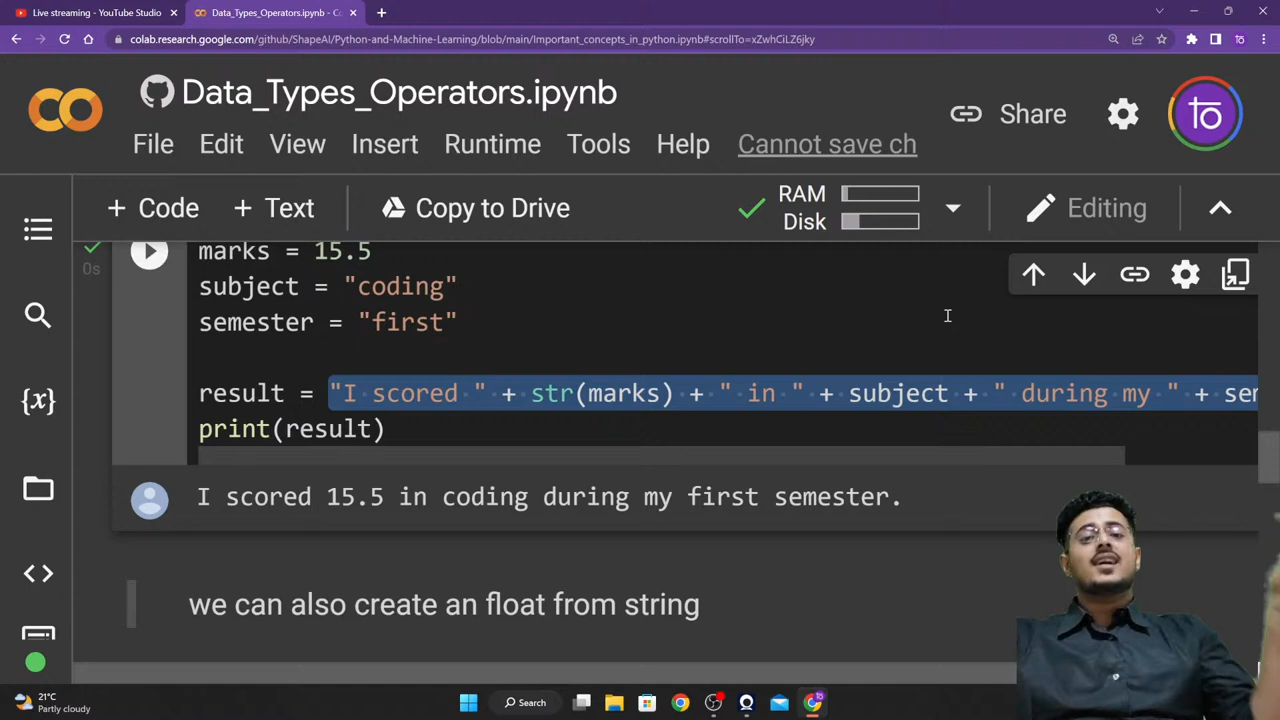 Live streaming - YouTube Studio
Data_Types_Operators.ipynb - Co
colab.research.google.com/github/ShapeAI/Python-and-Machine-Learning/blob/main/Important_concepts_in_python.ipynb#scrollTo=xZwhCiLZ6jky
Data_Types_Operators.ipynb
Share
File Edit View Insert Runtime Tools Help Cannot save ch
+ Code + Text Copy to Drive
RAM
Disk
Editing
0s
marks = 15.5
subject = "coding"
semester = "first"
result = "I scored " + str(marks) + " in " + subject + " during my " + sem
print(result)
I scored 15.5 in coding during my first semester.
we can also create an float from string
21°C
Partly cloudy
Search